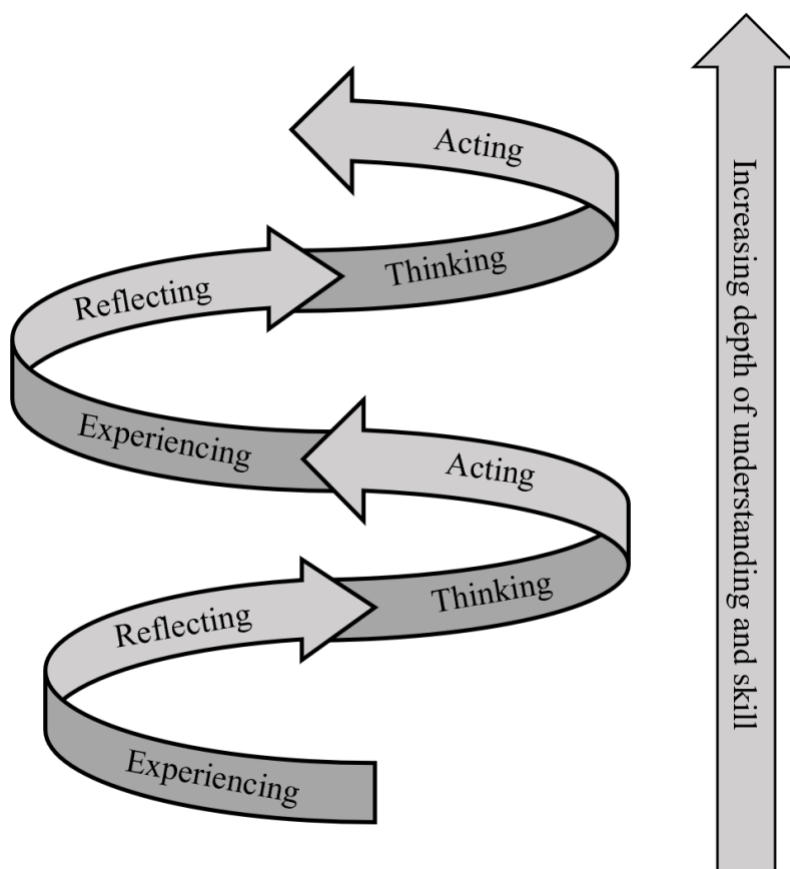 Acting
Thinking
Reflecting
Experiencing
Acting
Thinking
Reflecting
Experiencing
Increasing depth of understanding and skill